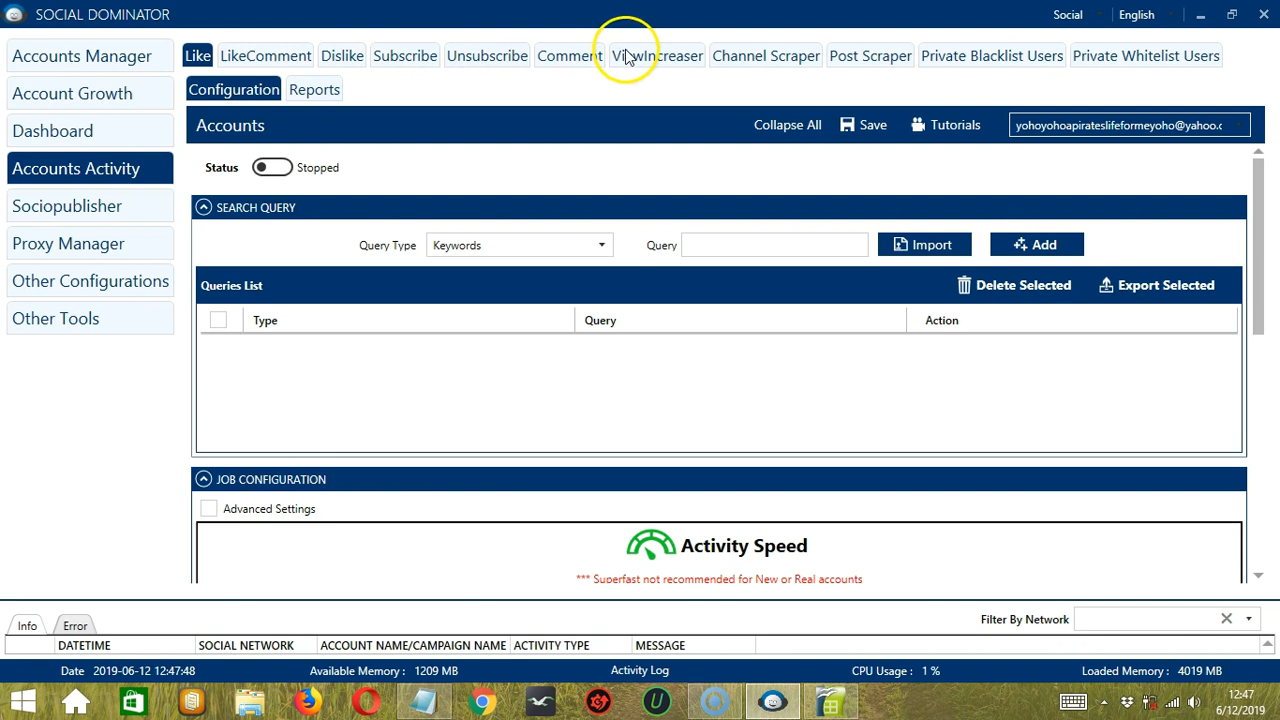 SOCIAL DOMINATOR
Social English
Accounts Manager
Account Growth
Dashboard
Accounts Activity
Sociopublisher
Proxy Manager
Other Configurations
Other Tools
Like LikeComment Dislike Subscribe Unsubscribe Comment ViewIncreaser Channel Scraper Post Scraper Private Blacklist Users Private Whitelist Users
Configuration Reports
Accounts Collapse All Save Tutorials yohoyohoapirateslifeformeyoho@yahoo.c
Status Stopped
SEARCH QUERY
Query Type Keywords Query Import Add
Queries List Delete Selected Export Selected
Type Query Action
JOB CONFIGURATION
Advanced Settings
Activity Speed
*** Superfast not recommended for New or Real accounts
Info Error Filter By Network
DATETIME SOCIAL NETWORK ACCOUNT NAME/CAMPAIGN NAME ACTIVITY TYPE MESSAGE
Date 2019-06-12 12:47:48 Available Memory : 1209 MB Activity Log CPU Usage : 1 % Loaded Memory : 4019 MB
12:47
6/12/2019